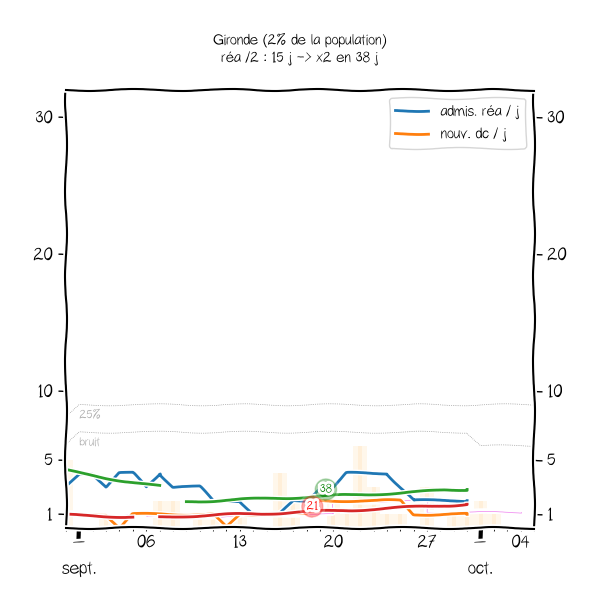 Gironde (2% de la population)
réa /2 : 15 j -> x2 en 38 j
admis. réa / j
nouv. dc / j
30
30
20
20
10
10
25%
bruit
5
5
38
21
1
1
06
13
20
27
04
sept.
oct.